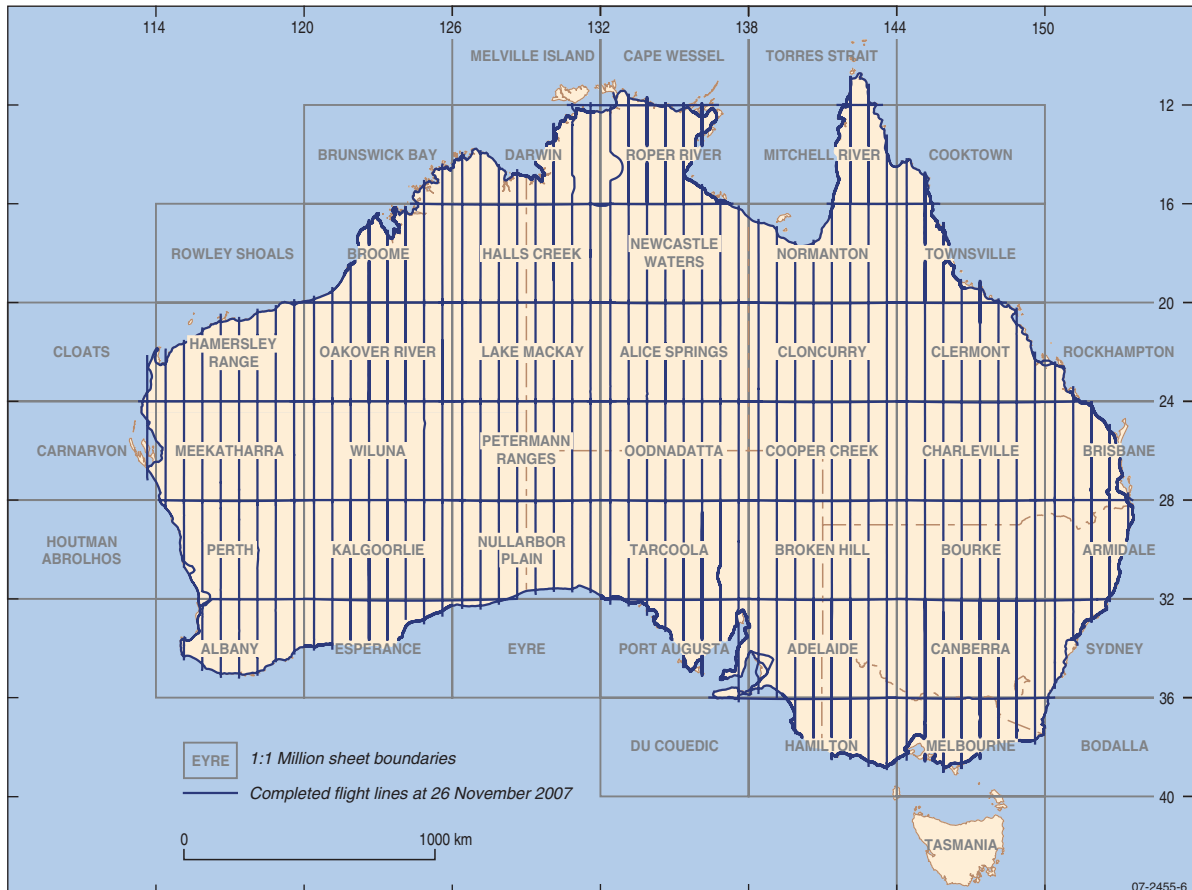 114 120 126 132 138 144 150
MELVILLE ISLAND CAPE WESSEL TORRES STRAIT
12
BRUNSWICK BAY DARWIN ROPER RIVER MITCHELL RIVER COOKTOWN
16
ROWLEY SHOALS BROOME HALLS CREEK NEWCASTLE
WATERS NORMANTON TOWNSVILLE
20
CLOATS HAMERSLEY
RANGE OAKOVER RIVER LAKE MACKAY ALICE SPRINGS CLONCURRY CLERMONT ROCKHAMPTON
24
CARNARVON MEEKATHARRA WILUNA PETERMANN
RANGES OODNADATTA COOPER CREEK CHARLEVILLE BRISBANE
28
HOUTMAN
ABROLHOS PERTH KALGOORLIE NULLARBOR
PLAIN TARCOOLA BROKEN HILL BOURKE ARMIDALE
32
ALBANY ESPERANCE EYRE PORT AUGUSTA ADELAIDE CANBERRA SYDNEY
36
DU COUEDIC HAMILTON MELBOURNE BODALLA
EYRE 1:1 Million sheet boundaries
Completed flight lines at 26 November 2007
40
0 1000 km
TASMANIA
07-2455-6